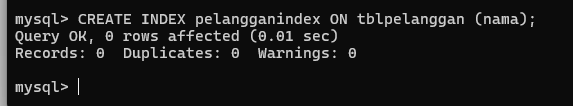 mysql> CREATE INDEX pelangganindex ON tblpelanggan (nama);
Query OK, 0 rows affected (0.01 sec)
Records: 0  Duplicates: 0  Warnings: 0
mysql>